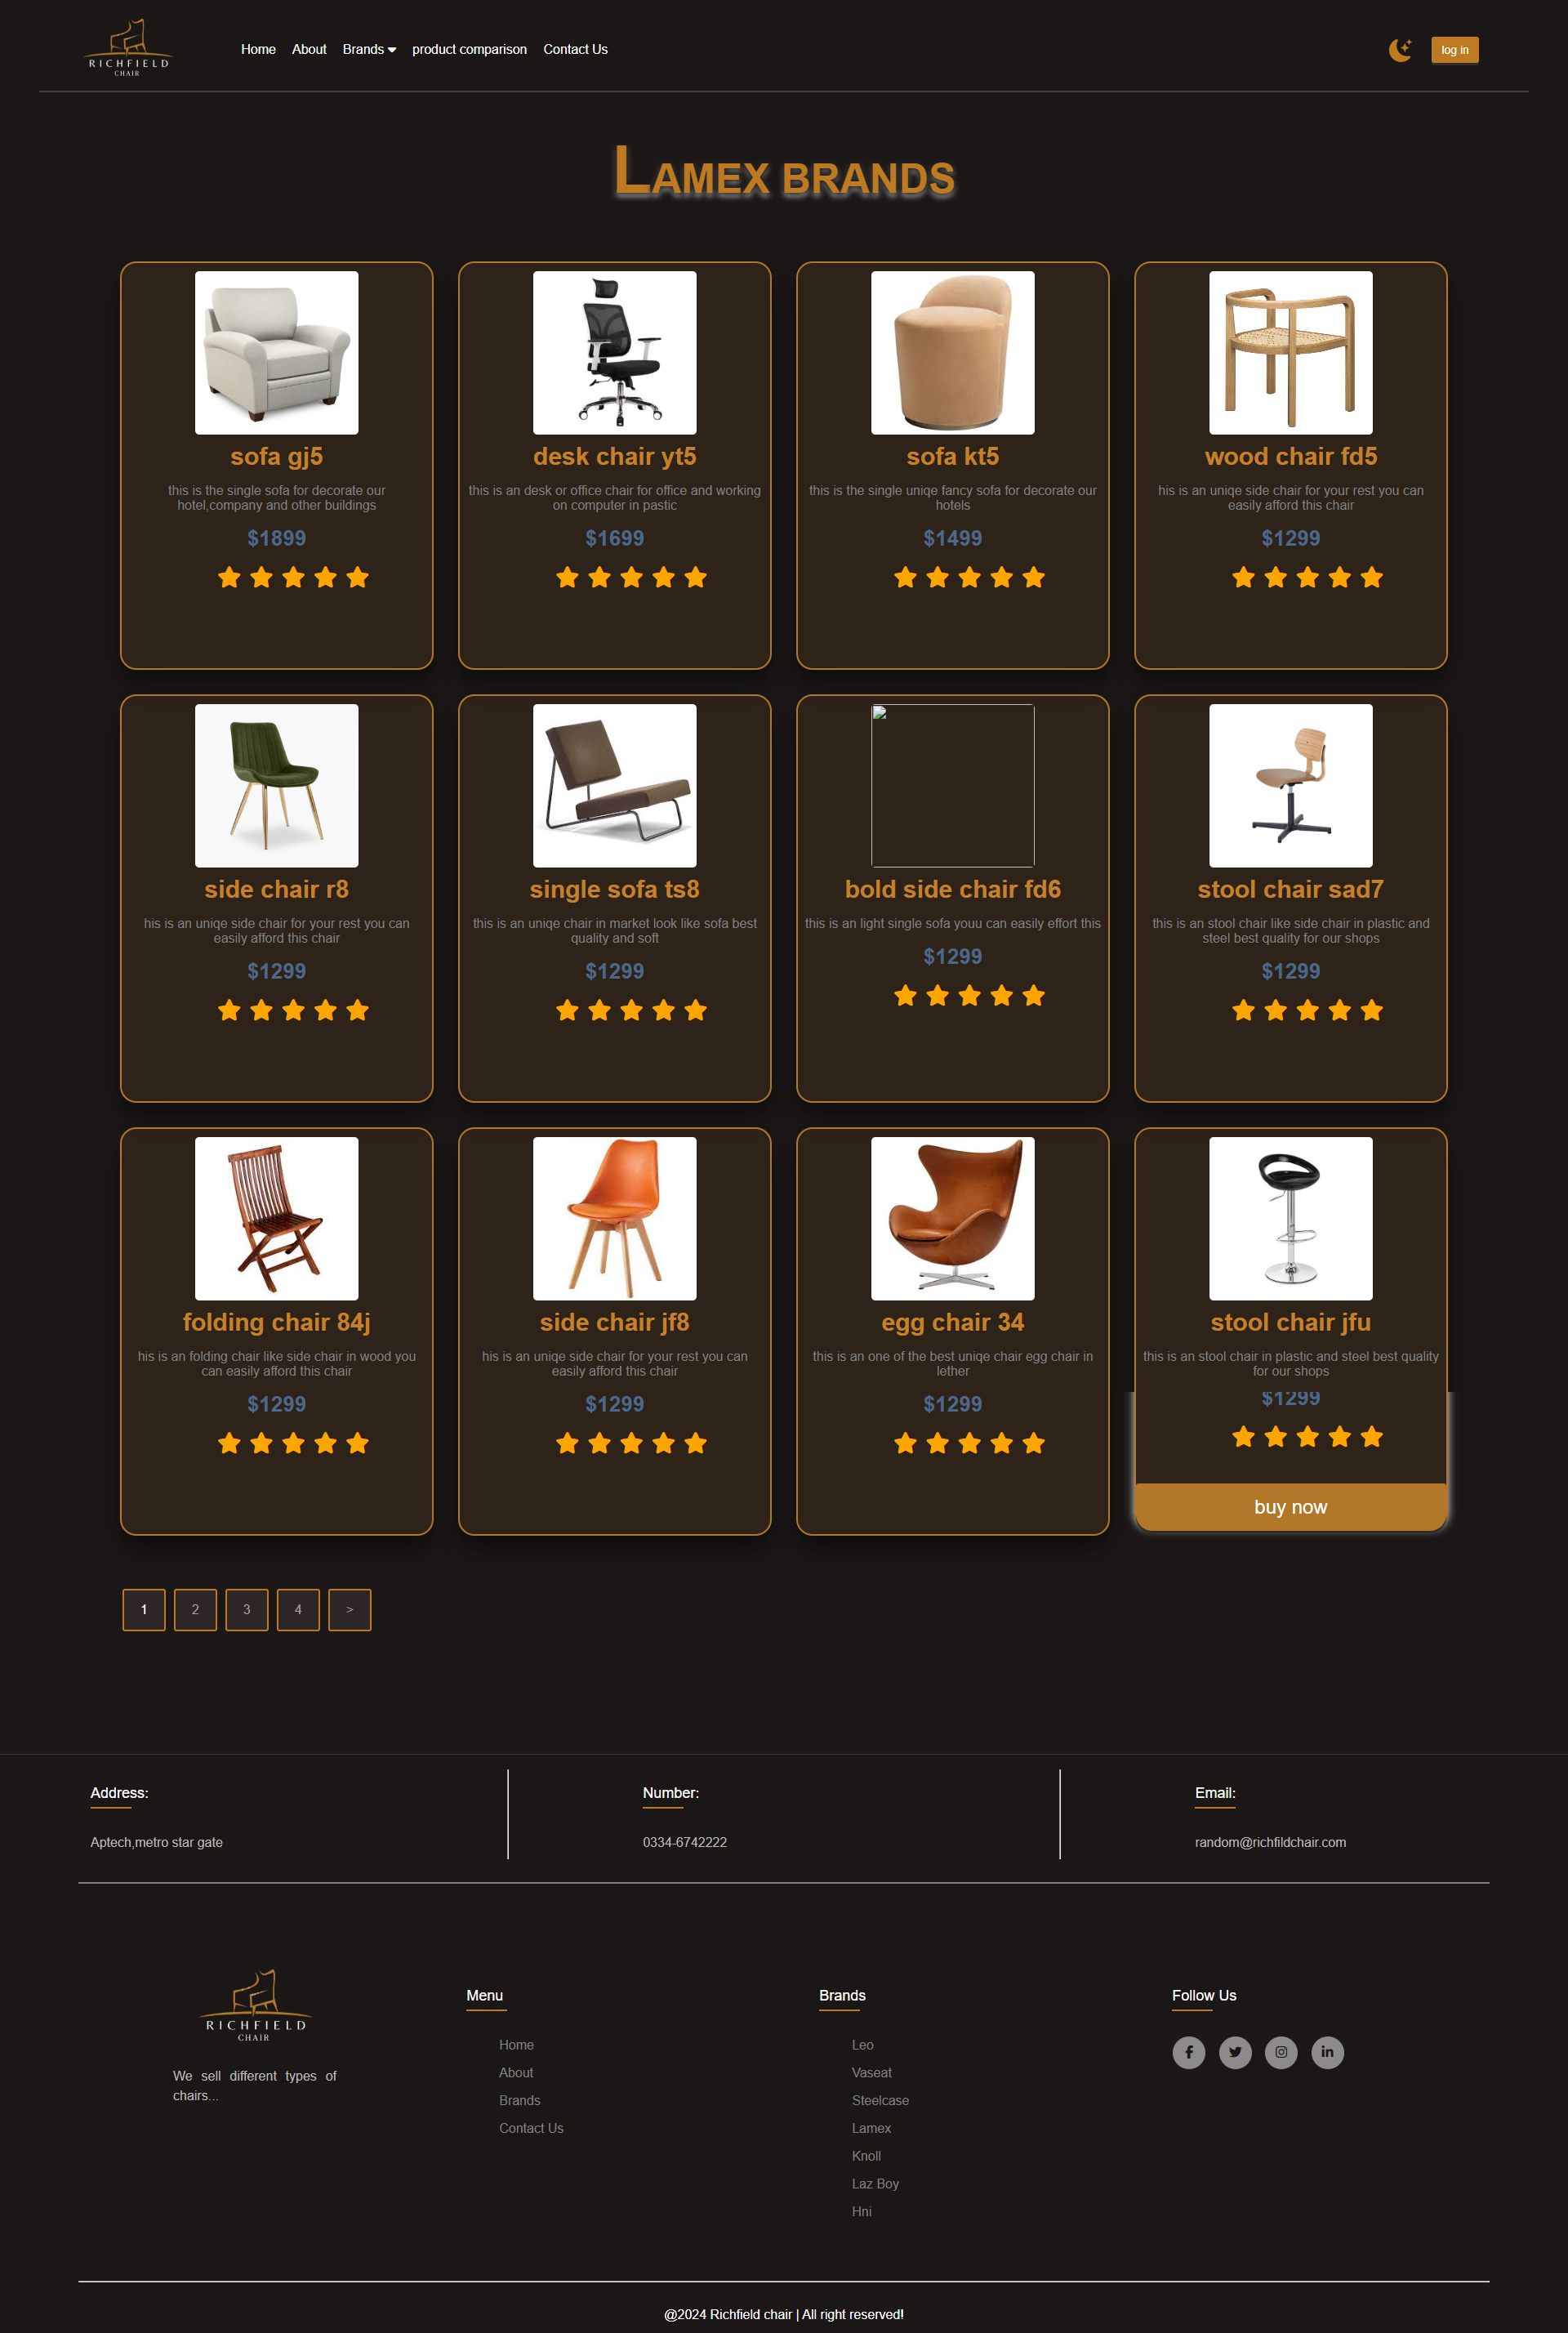 RICHFIELD
CHAIR
Home About Brands product comparison Contact Us
log in
LAMEX BRANDS
sofa gj5
this is the single sofa for decorate our
hotel,company and other buildings
$1899
desk chair yt5
this is an desk or office chair for office and working
on computer in pastic
$1699
sofa kt5
this is the single uniqe fancy sofa for decorate our
hotels
$1499
wood chair fd5
his is an uniqe side chair for your rest you can
easily afford this chair
$1299
side chair r8
his is an uniqe side chair for your rest you can
easily afford this chair
$1299
single sofa ts8
this is an uniqe chair in market look like sofa best
quality and soft
$1299
bold side chair fd6
this is an light single sofa youu can easily effort this
$1299
stool chair sad7
this is an stool chair like side chair in plastic and
steel best quality for our shops
$1299
folding chair 84j
his is an folding chair like side chair in wood you
can easily afford this chair
$1299
side chair jf8
his is an uniqe side chair for your rest you can
easily afford this chair
$1299
egg chair 34
this is an one of the best uniqe chair egg chair in
lether
$1299
stool chair jfu
this is an stool chair in plastic and steel best quality
for our shops
$1299
buy now
1 2 3 4 >
Address:
Aptech,metro star gate
Number:
0334-6742222
Email:
random@richfildchair.com
RICHFIELD
CHAIR
We sell different types of
chairs...
Menu
Home
About
Brands
Contact Us
Brands
Leo
Vaseat
Steelcase
Lamex
Knoll
Laz Boy
Hni
Follow Us
@2024 Richfield chair | All right reserved!